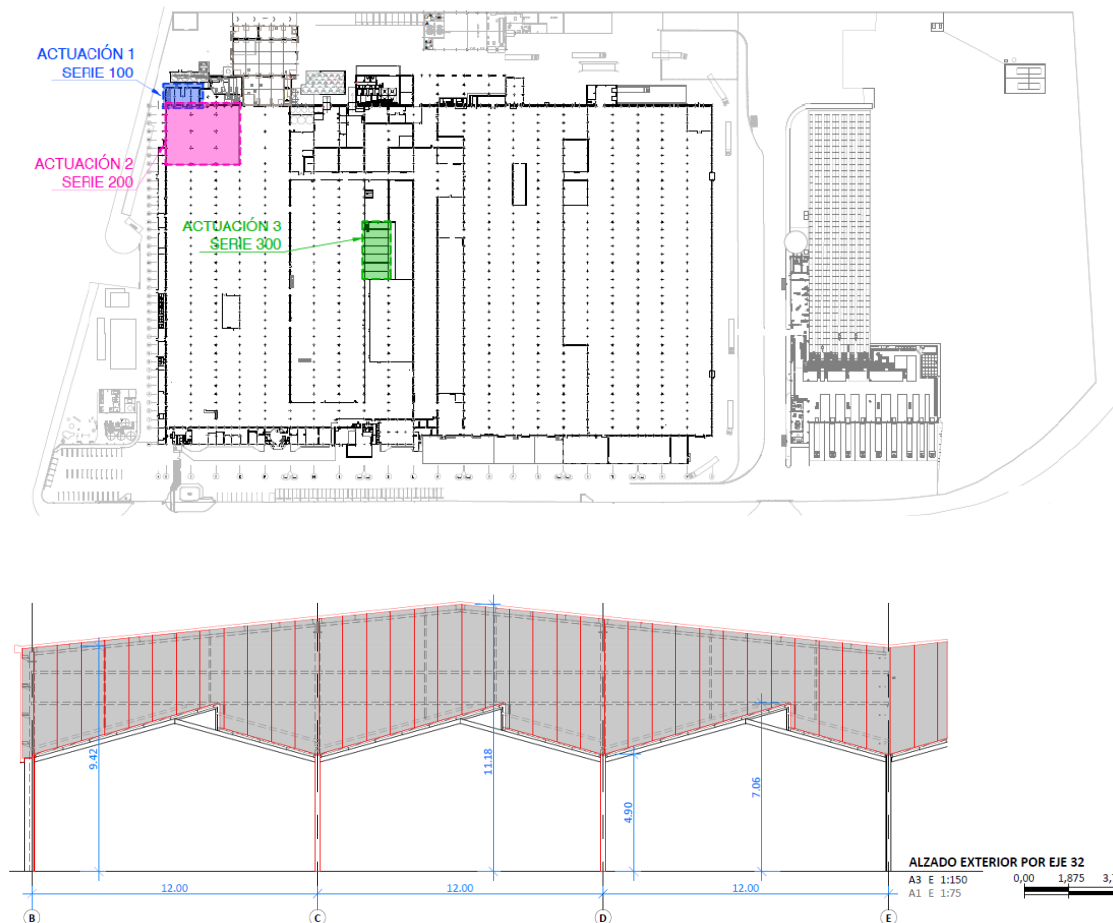 ACTUACIÓN 1
SERIE 100
ACTUACIÓN 2
SERIE 200
ACTUACIÓN 3
SERIE 300
9.42
11.18
4.90
7.06
12.00 12.00 12.00
B C D E
ALZADO EXTERIOR POR EJE 32
A3 E 1:150
A1 E 1:75
0,00 1,875 3,